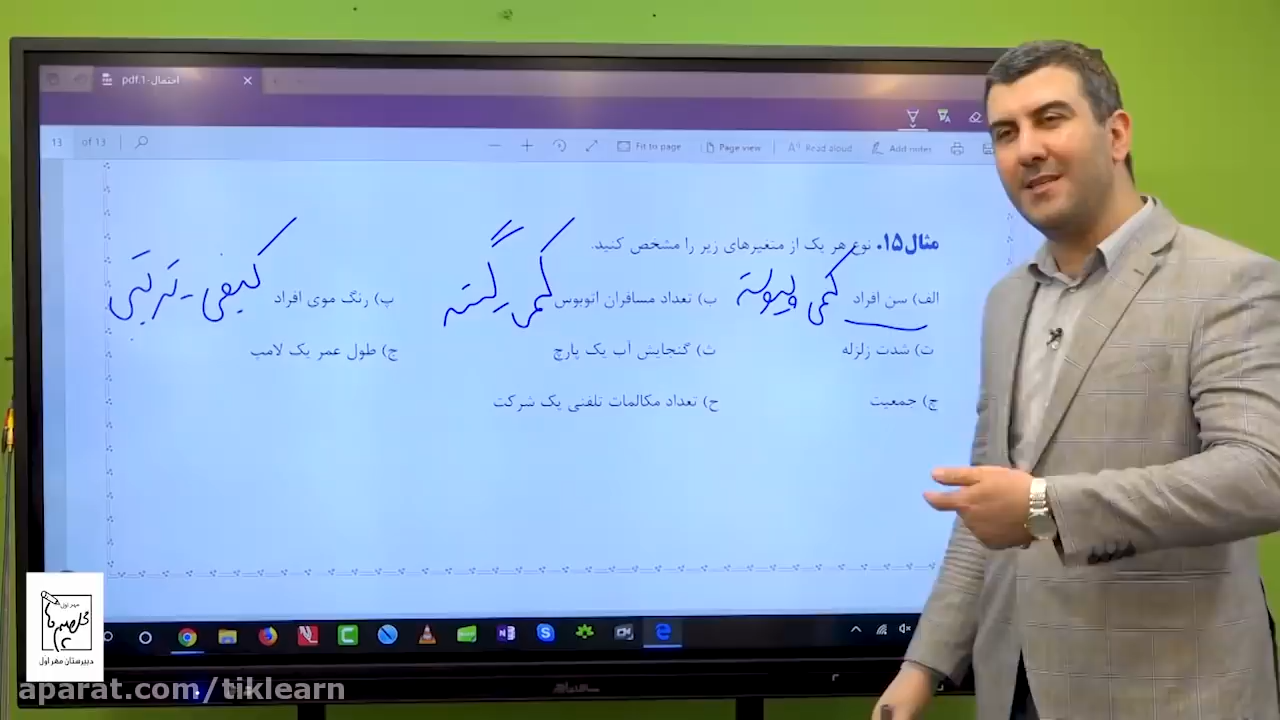 احتمال-1.pdf
13 of 13 Fit to page Page view Read aloud Add notes
مثال۱۵. نوع هر یک از متغیرهای زیر را مشخص کنید.
الف) سن افراد کمی پیوسته ب) تعداد مسافران اتوبوس کمی گسسته پ) رنگ موی افراد کیفی - ترتیبی
ت) شدت زلزله ث) گنجایش آب یک پارچ ج) طول عمر یک لامپ
چ) جمعیت ح) تعداد مکالمات تلفنی یک شرکت
مهر اول
دبیرستان مهر اول
aparat.com/tiklearn